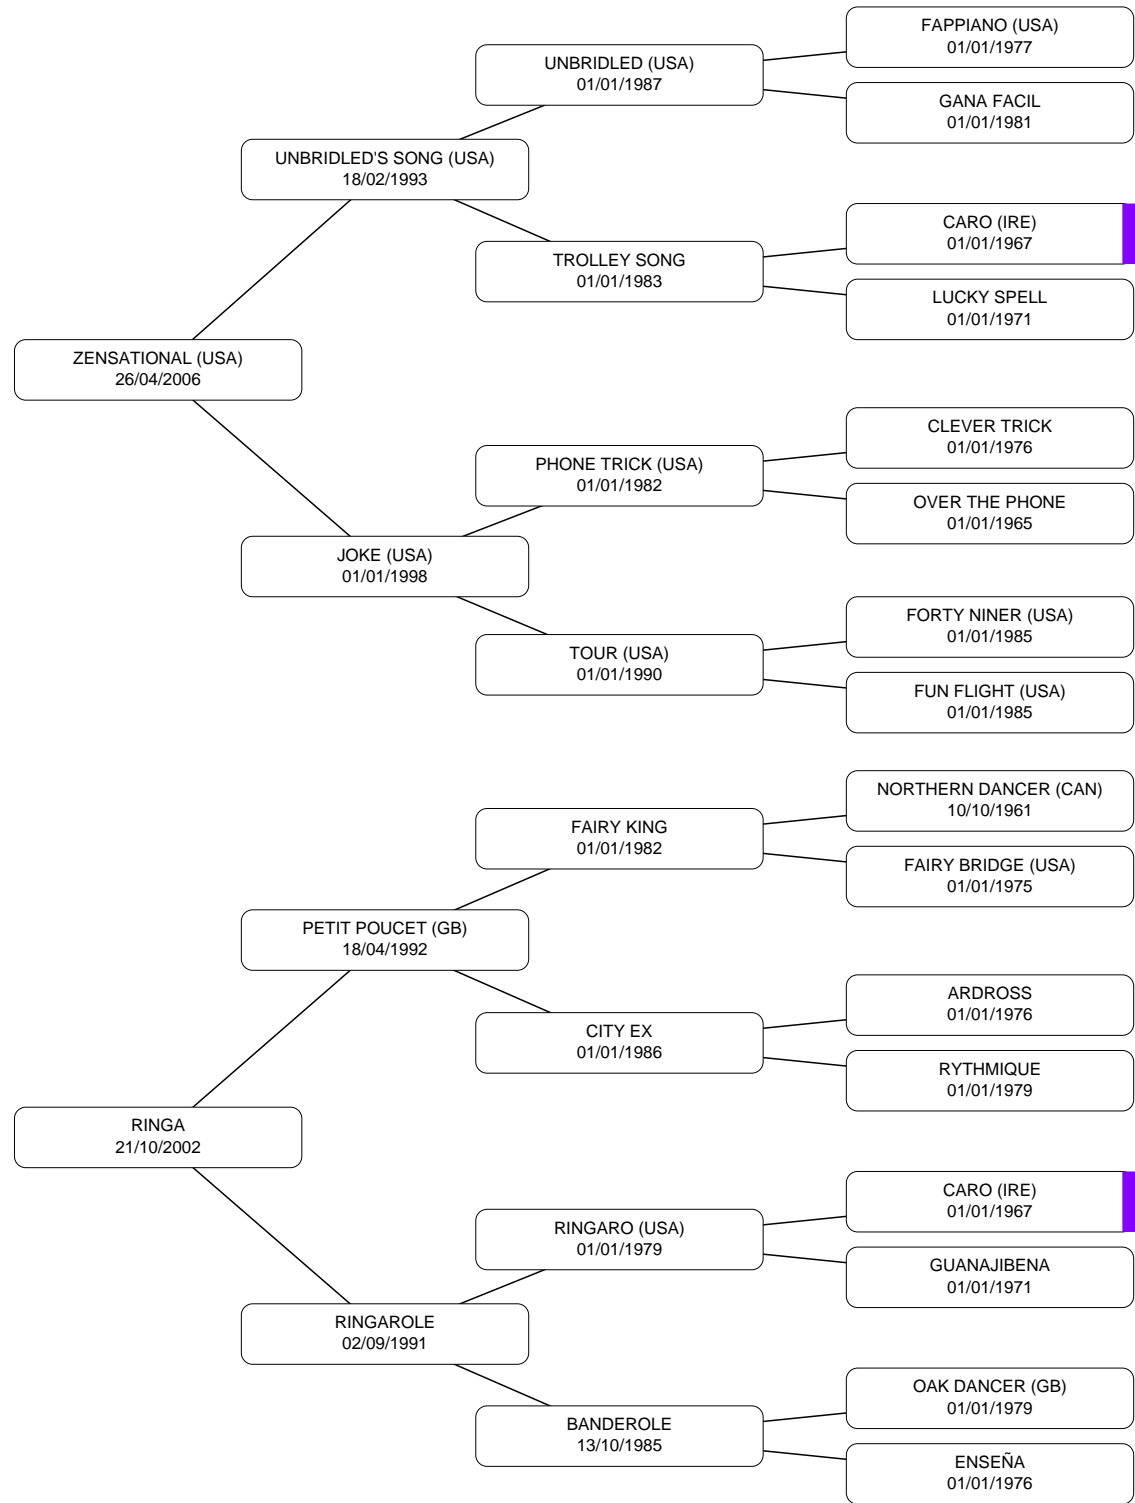 FAPPIANO (USA)
01/01/1977
UNBRIDLED (USA)
01/01/1987
GANA FACIL
01/01/1981
UNBRIDLED'S SONG (USA)
18/02/1993
CARO (IRE)
01/01/1967
TROLLEY SONG
01/01/1983
LUCKY SPELL
01/01/1971
ZENSATIONAL (USA)
26/04/2006
CLEVER TRICK
01/01/1976
PHONE TRICK (USA)
01/01/1982
OVER THE PHONE
01/01/1965
JOKE (USA)
01/01/1998
FORTY NINER (USA)
01/01/1985
TOUR (USA)
01/01/1990
FUN FLIGHT (USA)
01/01/1985
NORTHERN DANCER (CAN)
10/10/1961
FAIRY KING
01/01/1982
FAIRY BRIDGE (USA)
01/01/1975
PETIT POUCET (GB)
18/04/1992
ARDROSS
01/01/1976
CITY EX
01/01/1986
RYTHMIQUE
01/01/1979
RINGA
21/10/2002
CARO (IRE)
01/01/1967
RINGARO (USA)
01/01/1979
GUANAJIBENA
01/01/1971
RINGAROLE
02/09/1991
OAK DANCER (GB)
01/01/1979
BANDEROLE
13/10/1985
ENSEÑA
01/01/1976